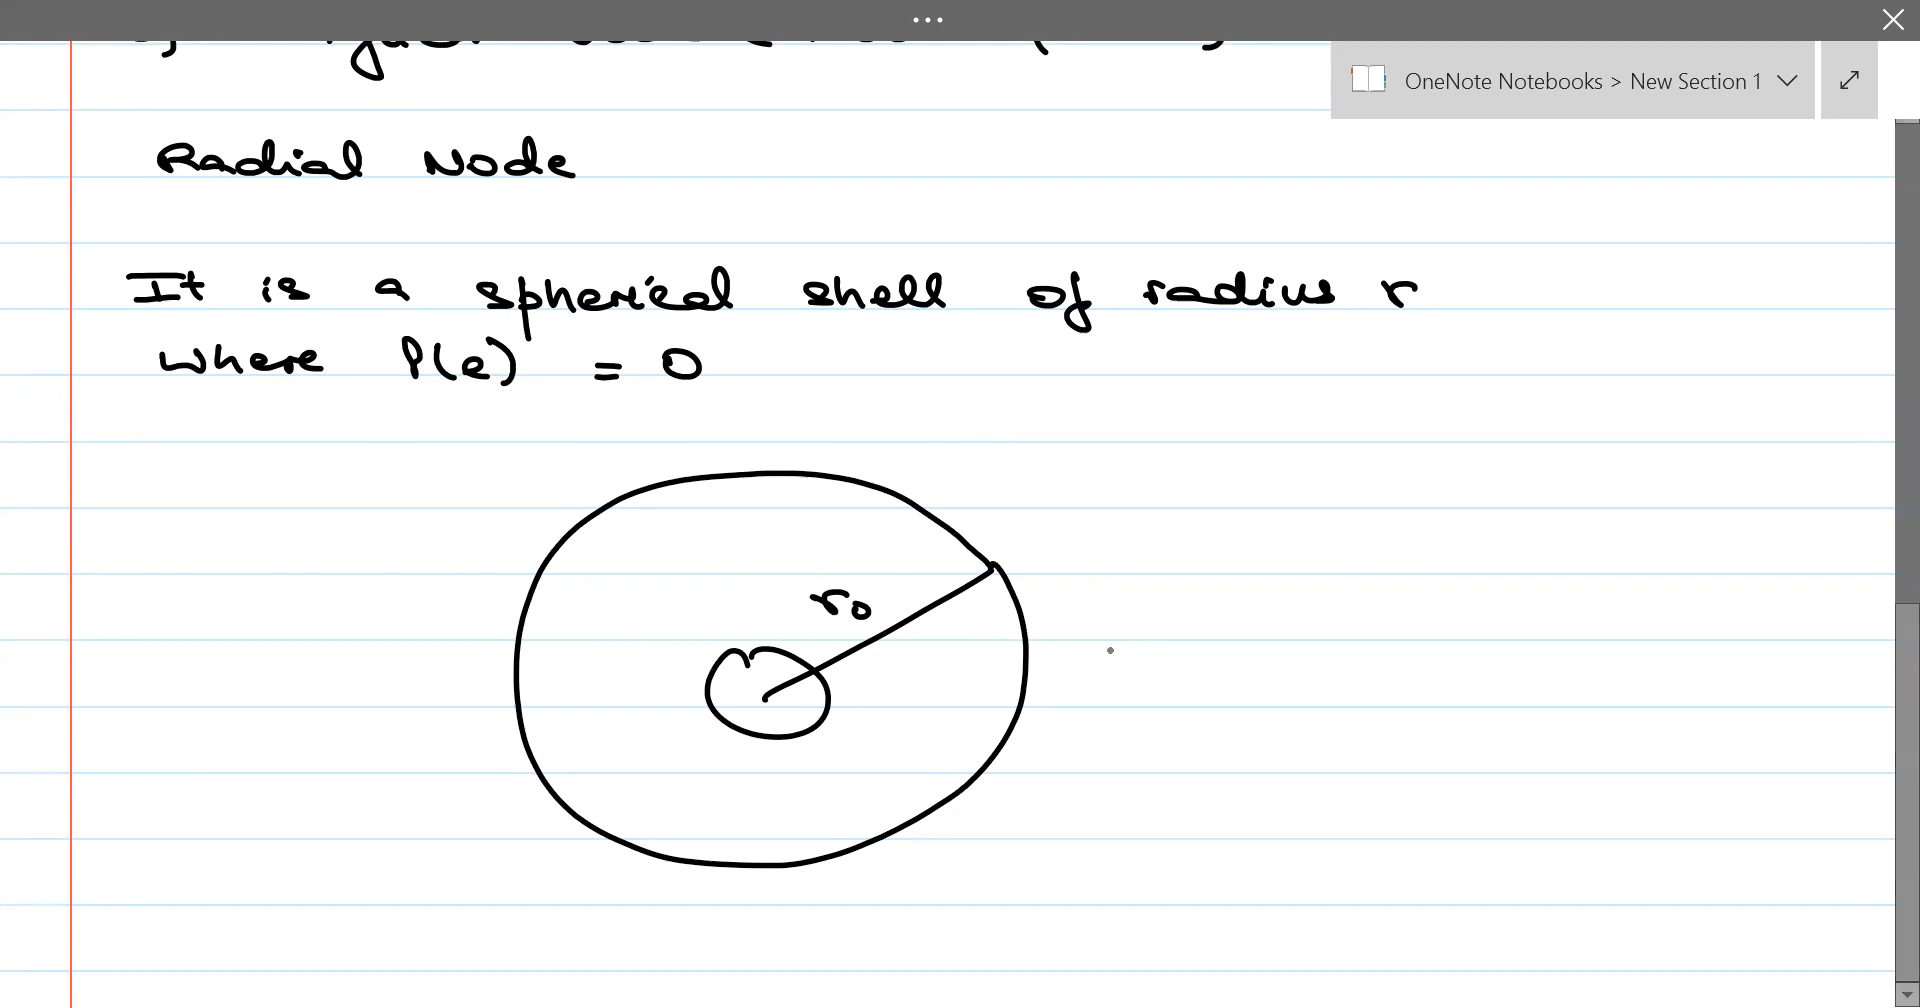 ...
OneNote Notebooks > New Section 1
Radial Node
It is a spherical shell of radius r
where P(e) = 0
r0